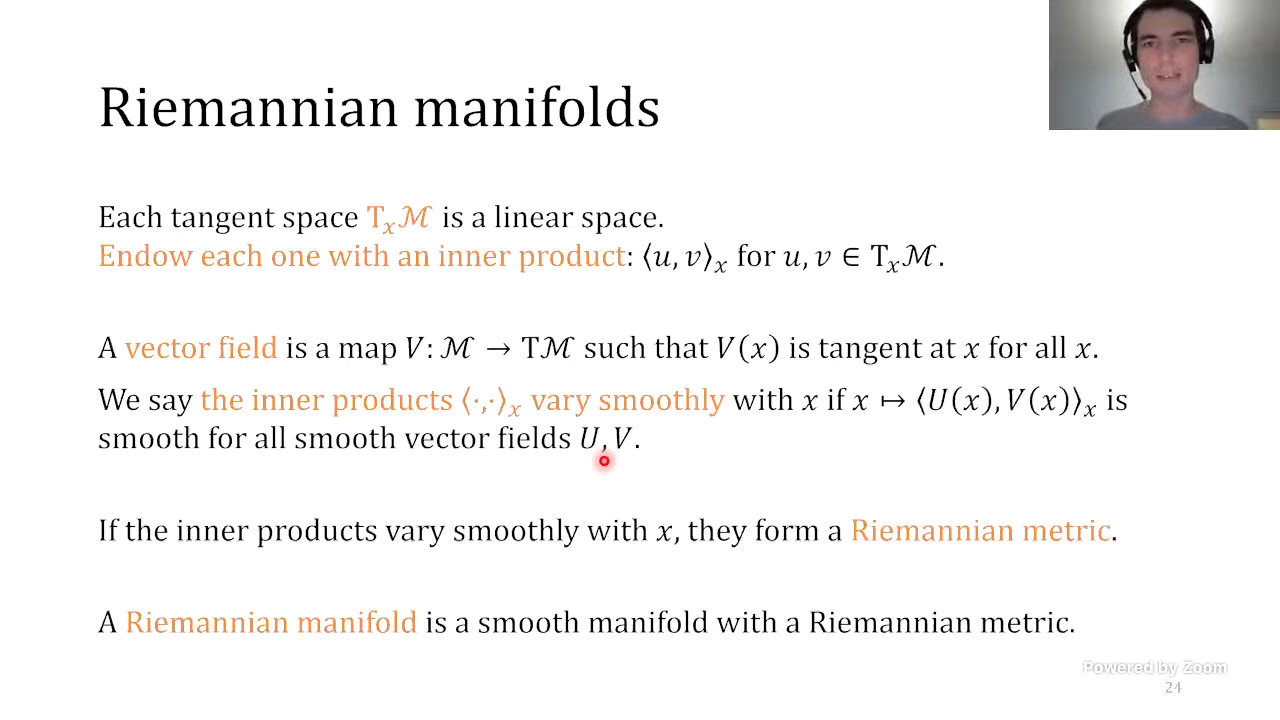 Riemannian manifolds
Each tangent space Tₓℳ is a linear space.
Endow each one with an inner product: ⟨u, v⟩ₓ for u, v ∈ Tₓℳ.
A vector field is a map V: ℳ → Tℳ such that V(x) is tangent at x for all x.
We say the inner products ⟨·,·⟩ₓ vary smoothly with x if x ↦ ⟨U(x), V(x)⟩ₓ is
smooth for all smooth vector fields U, V.
If the inner products vary smoothly with x, they form a Riemannian metric.
A Riemannian manifold is a smooth manifold with a Riemannian metric.
Powered by Zoom
24